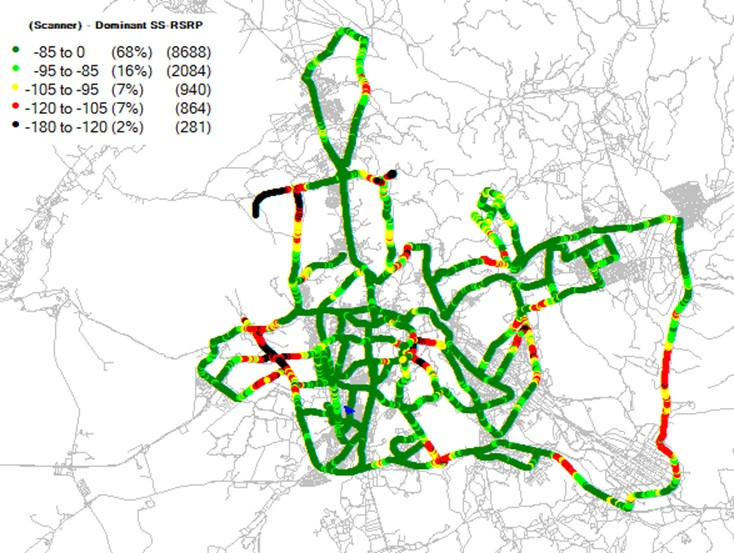 (Scanner) - Dominant SS-RSRP
-85 to 0 (68%) (8688)
-95 to -85 (16%) (2084)
-105 to -95 (7%) (940)
-120 to -105 (7%) (864)
-180 to -120 (2%) (281)